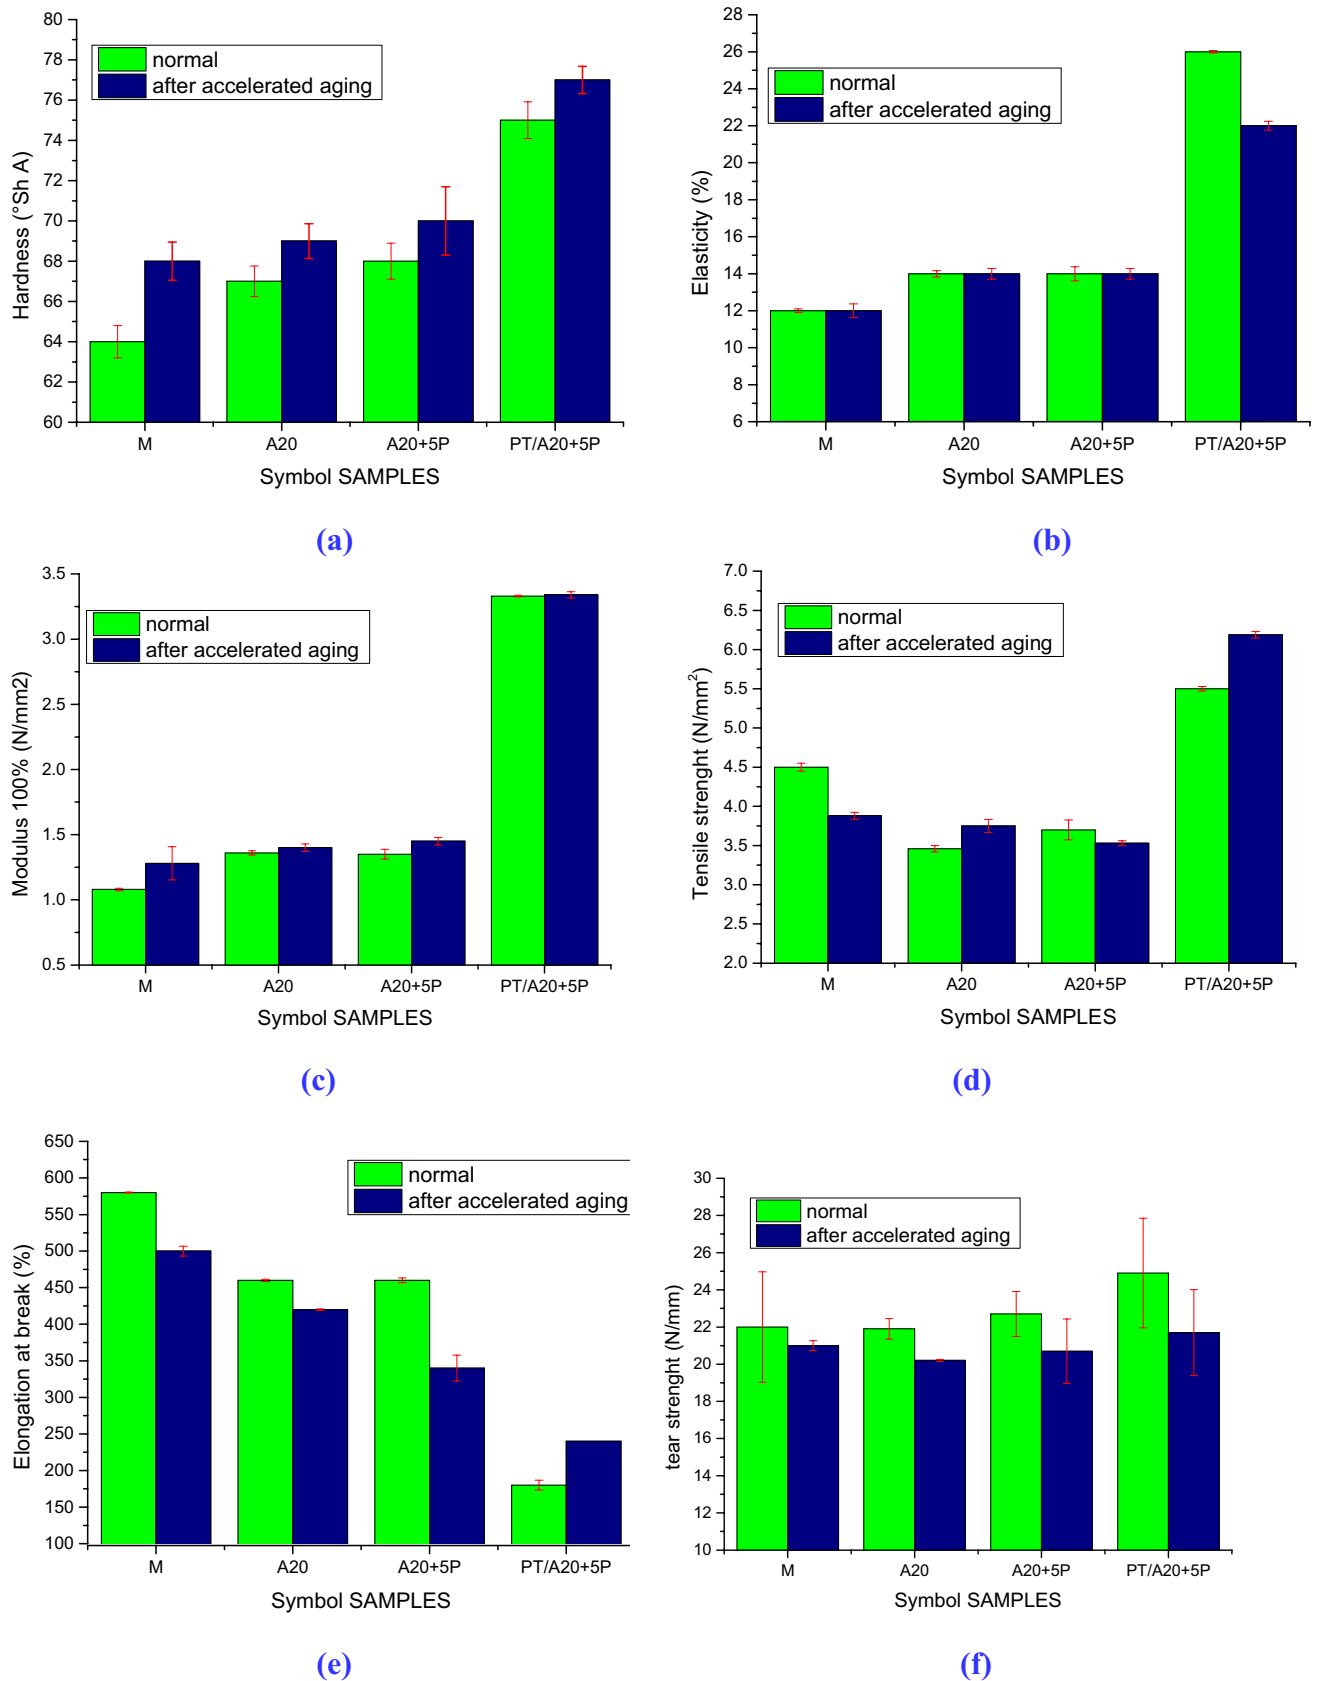 80
78
76
74
72
70
68
66
64
62
60
Hardness (°Sh A)
normal
after accelerated aging
M A20 A20+5P PT/A20+5P
Symbol SAMPLES
(a)
28
26
24
22
20
18
16
14
12
10
8
6
Elasticity (%)
normal
after accelerated aging
M A20 A20+5P PT/A20+5P
Symbol SAMPLES
(b)
3.5
3.0
2.5
2.0
1.5
1.0
0.5
Modulus 100% (N/mm2)
normal
after accelerated aging
M A20 A20+5P PT/A20+5P
Symbol SAMPLES
(c)
7.0
6.5
6.0
5.5
5.0
4.5
4.0
3.5
3.0
2.5
2.0
Tensile strenght (N/mm²)
normal
after accelerated aging
M A20 A20+5P PT/A20+5P
Symbol SAMPLES
(d)
650
600
550
500
450
400
350
300
250
200
150
100
Elongation at break (%)
normal
after accelerated aging
M A20 A20+5P PT/A20+5P
Symbol SAMPLES
(e)
30
28
26
24
22
20
18
16
14
12
10
tear strenght (N/mm)
normal
after accelerated aging
M A20 A20+5P PT/A20+5P
Symbol SAMPLES
(f)